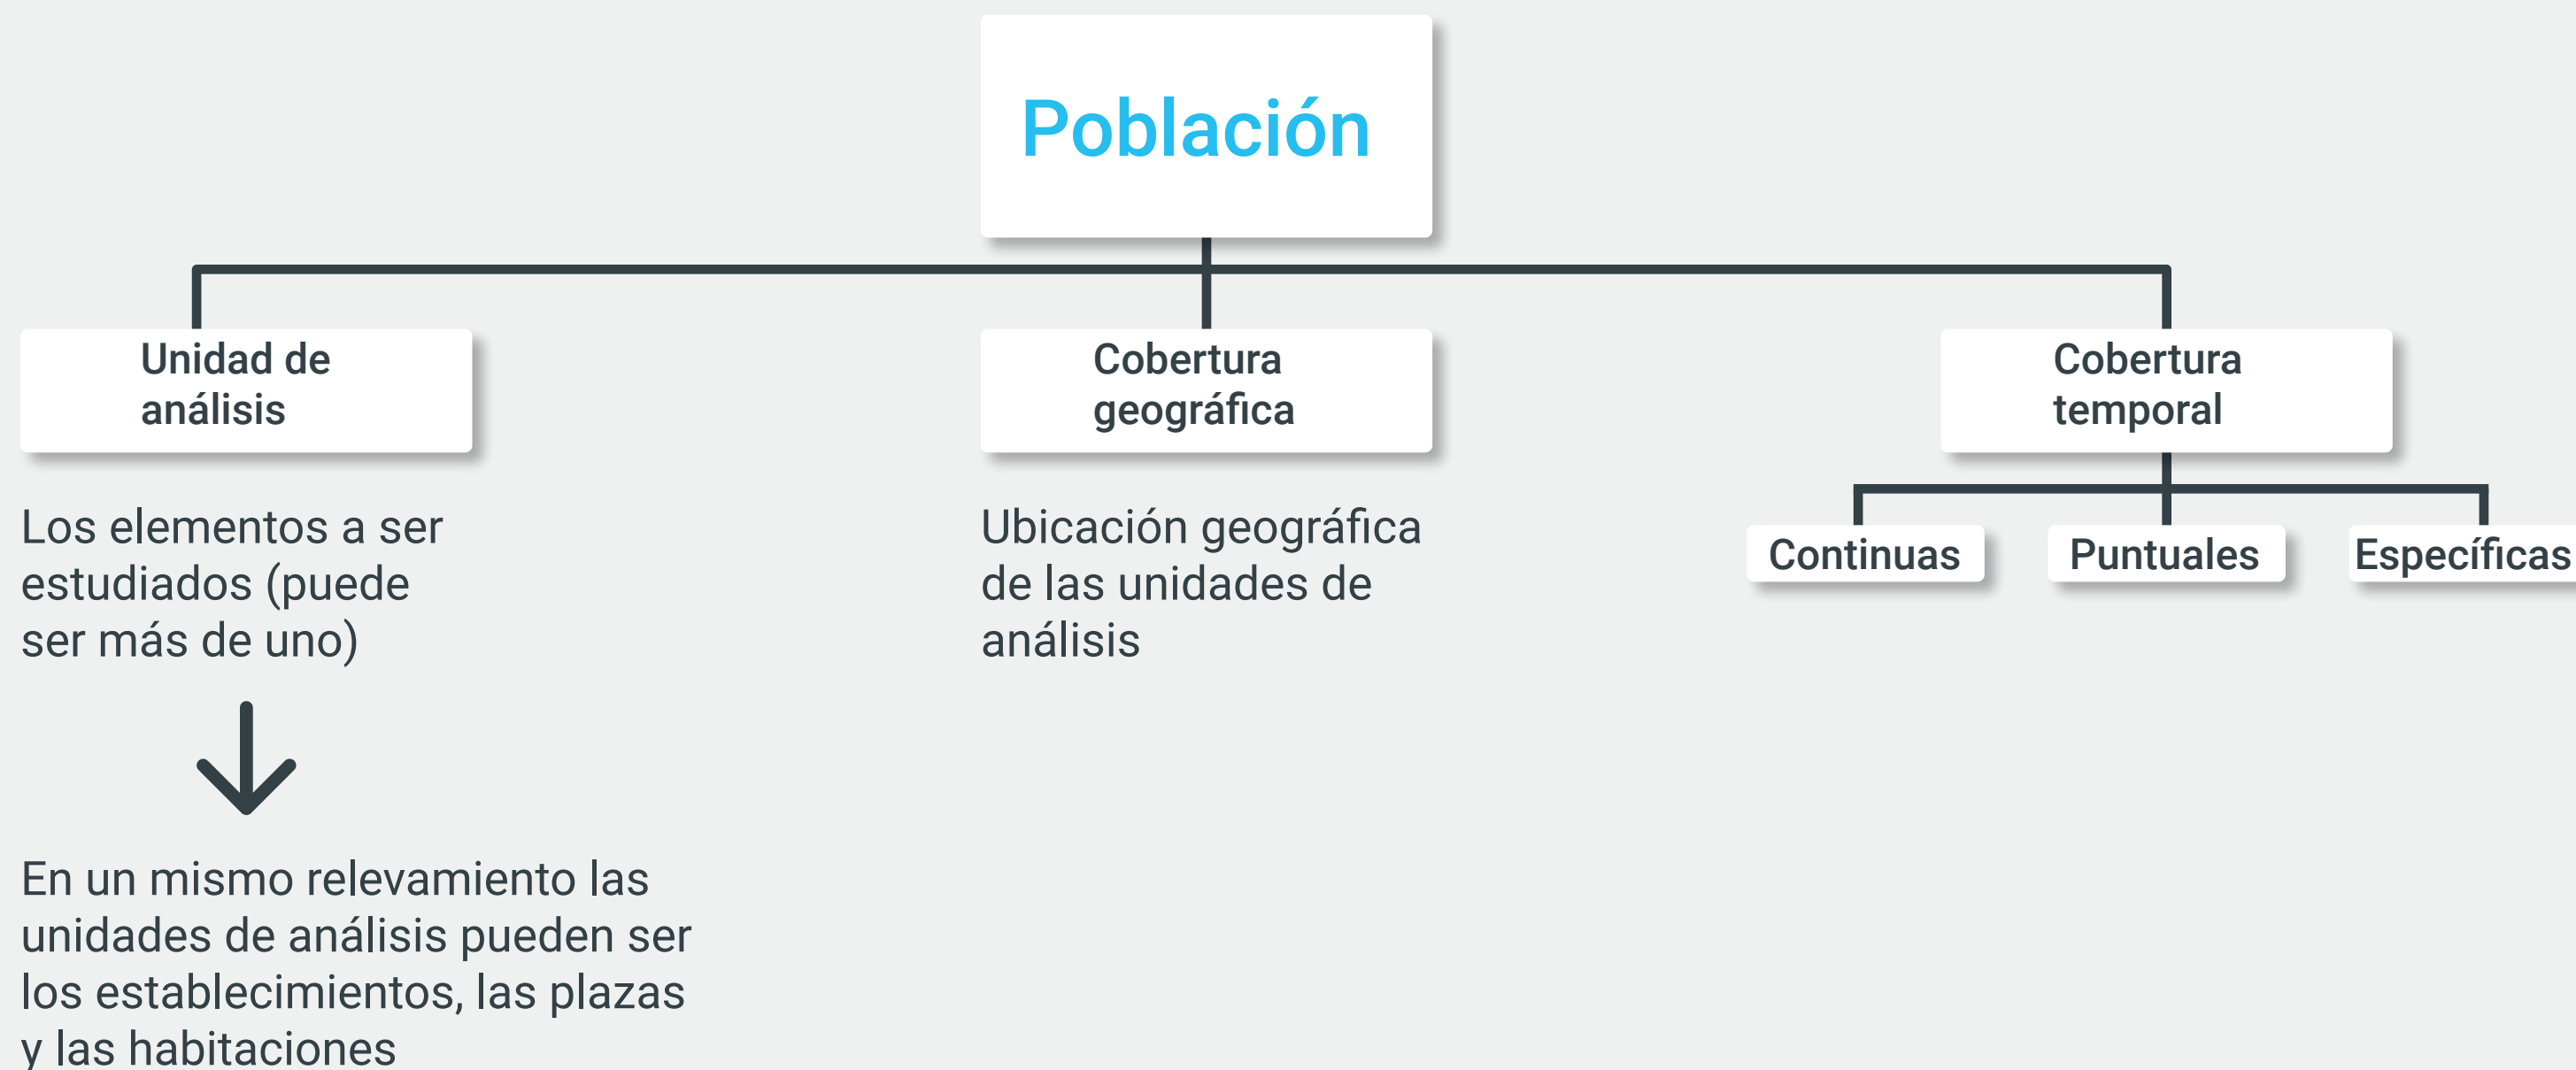 Población
Unidad de
análisis
Los elementos a ser
estudiados (puede
ser más de uno)
En un mismo relevamiento las
unidades de análisis pueden ser
los establecimientos, las plazas
y las habitaciones
Cobertura
geográfica
Ubicación geográfica
de las unidades de
análisis
Cobertura
temporal
Continuas
Puntuales
Específicas